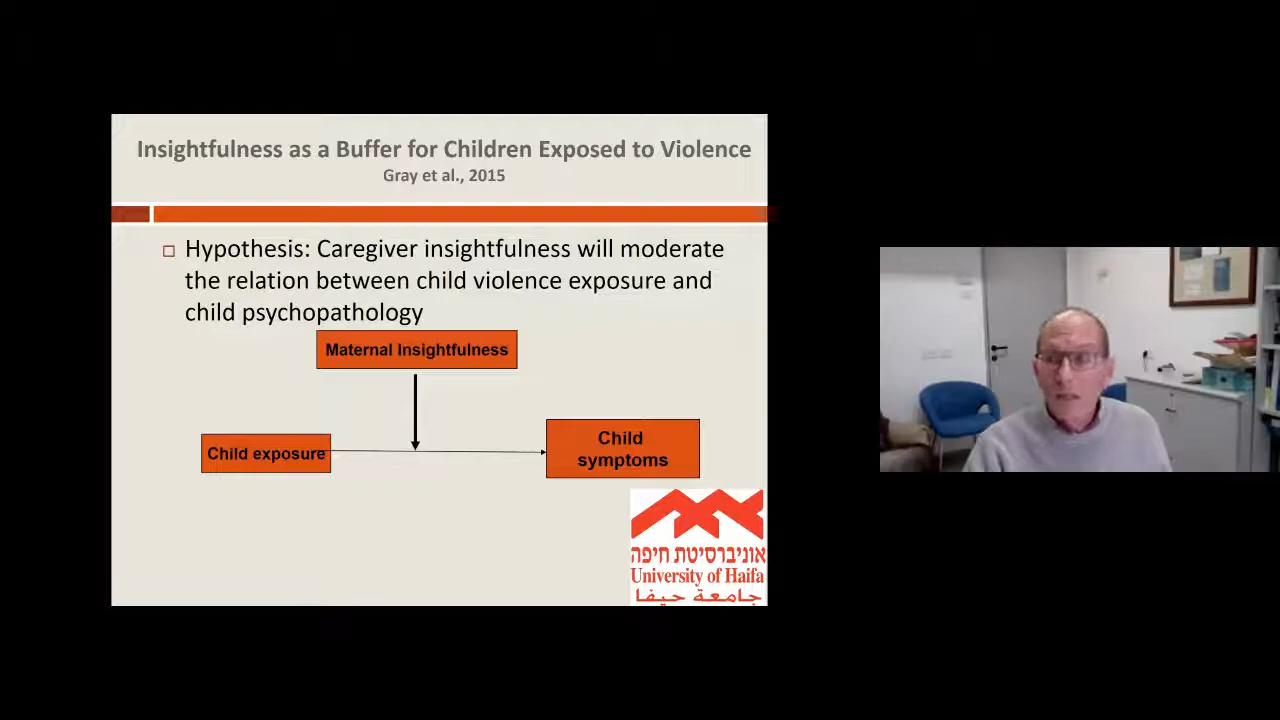 Insightfulness as a Buffer for Children Exposed to Violence
Gray et al., 2015
Hypothesis: Caregiver insightfulness will moderate
the relation between child violence exposure and
child psychopathology
Maternal Insightfulness
Child exposure
Child
symptoms
אוניברסיטת חיפה
University of Haifa
جامعة حيفا